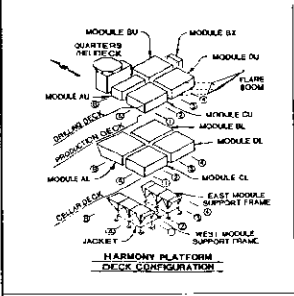 MODULE BU
MODULE BX
QUARTERS
/HELIDECK
MODULE DU
FLARE
BOOM
MODULE AU
DRILLING DECK
MODULE CU
MODULE BL
PRODUCTION DECK
MODULE DL
MODULE AL
MODULE CL
CELLAR DECK
EAST MODULE
SUPPORT FRAME
JACKET
WEST MODULE
SUPPORT FRAME
HARMONY PLATFORM
DECK CONFIGURATION